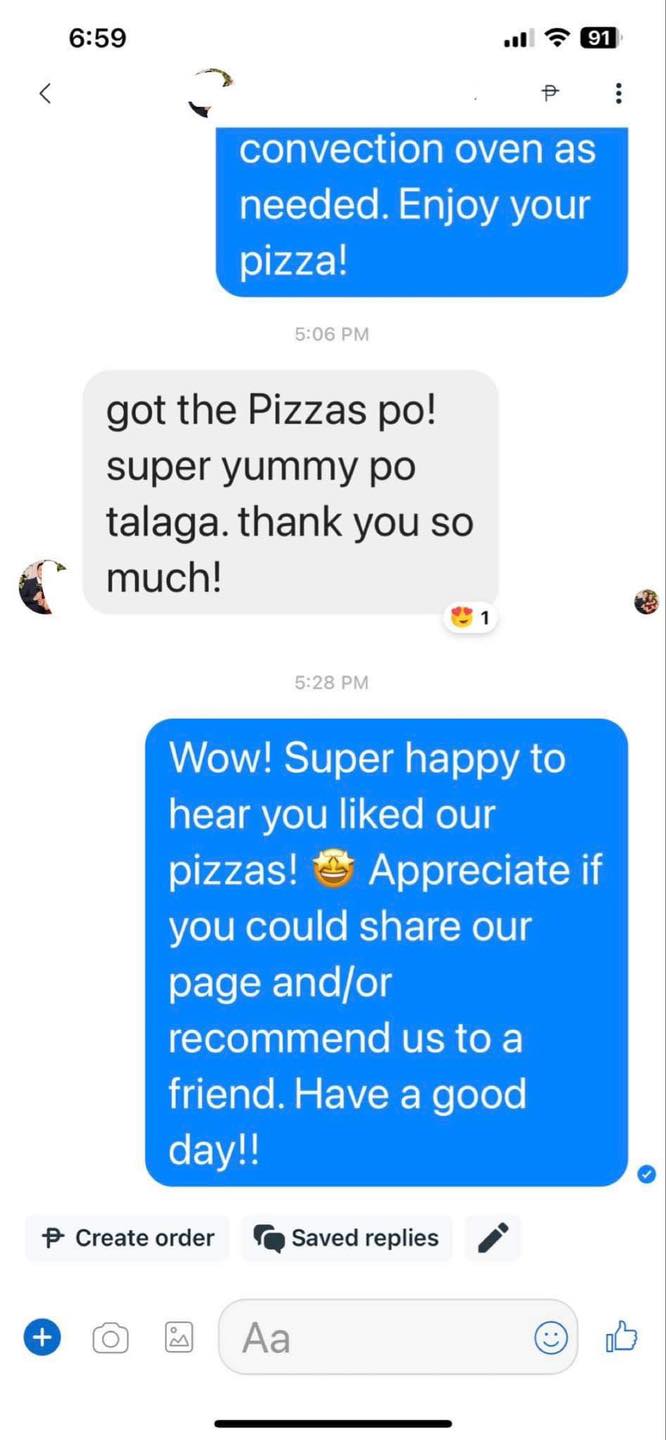 6:59
91
₱
convection oven as
needed. Enjoy your
pizza!
5:06 PM
got the Pizzas po!
super yummy po
talaga. thank you so
much!
😍 1
5:28 PM
Wow! Super happy to
hear you liked our
pizzas! 🤩 Appreciate if
you could share our
page and/or
recommend us to a
friend. Have a good
day!!
₱ Create order
Saved replies
Aa